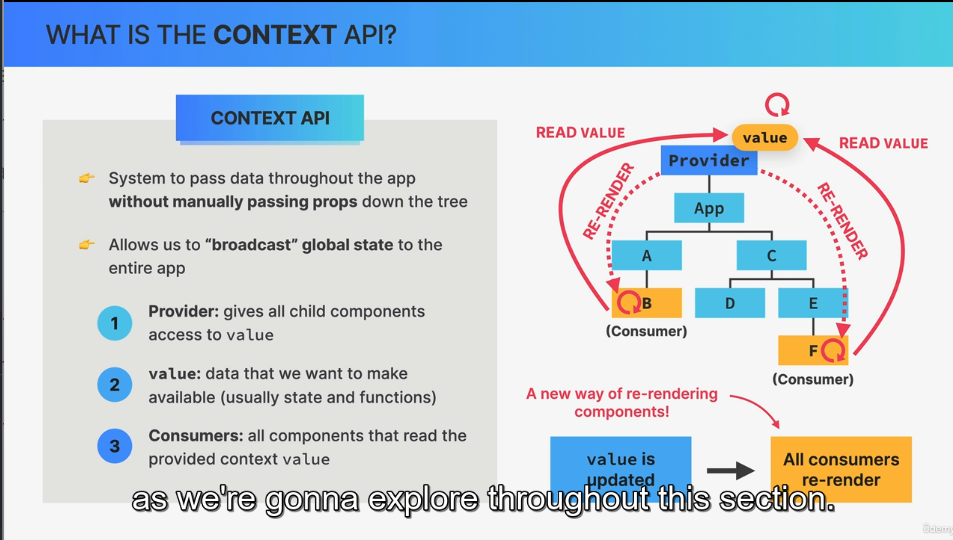 WHAT IS THE CONTEXT API?
CONTEXT API
System to pass data throughout the app
without manually passing props down the tree
Allows us to “broadcast” global state to the
entire app
1
Provider: gives all child components
access to value
2
value: data that we want to make
available (usually state and functions)
3
Consumers: all components that read the
provided context value
READ VALUE
value
READ VALUE
Provider
RE-RENDER
RE-RENDER
App
A
C
B
D
E
(Consumer)
F
(Consumer)
A new way of re-rendering
components!
value is
updated
All consumers
re-render
as we're gonna explore throughout this section.
Udemy